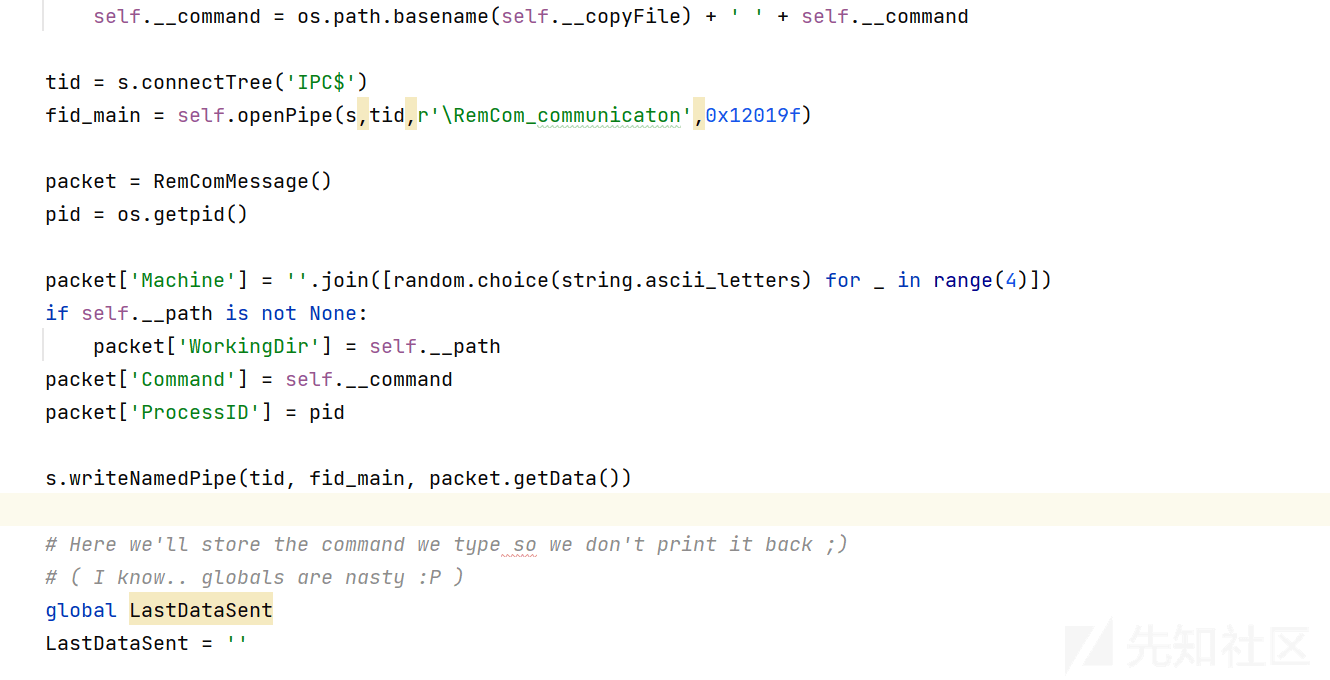 self.__command = os.path.basename(self.__copyFile) + ' ' + self.__command
tid = s.connectTree('IPC$')
fid_main = self.openPipe(s,tid,r'\RemCom_communicaton',0x12019f)
packet = RemComMessage()
pid = os.getpid()
packet['Machine'] = ''.join([random.choice(string.ascii_letters) for _ in range(4)])
if self.__path is not None:
packet['WorkingDir'] = self.__path
packet['Command'] = self.__command
packet['ProcessID'] = pid
s.writeNamedPipe(tid, fid_main, packet.getData())
# Here we'll store the command we type so we don't print it back ;)
# ( I know.. globals are nasty :P )
global LastDataSent
LastDataSent = ''
先知社区